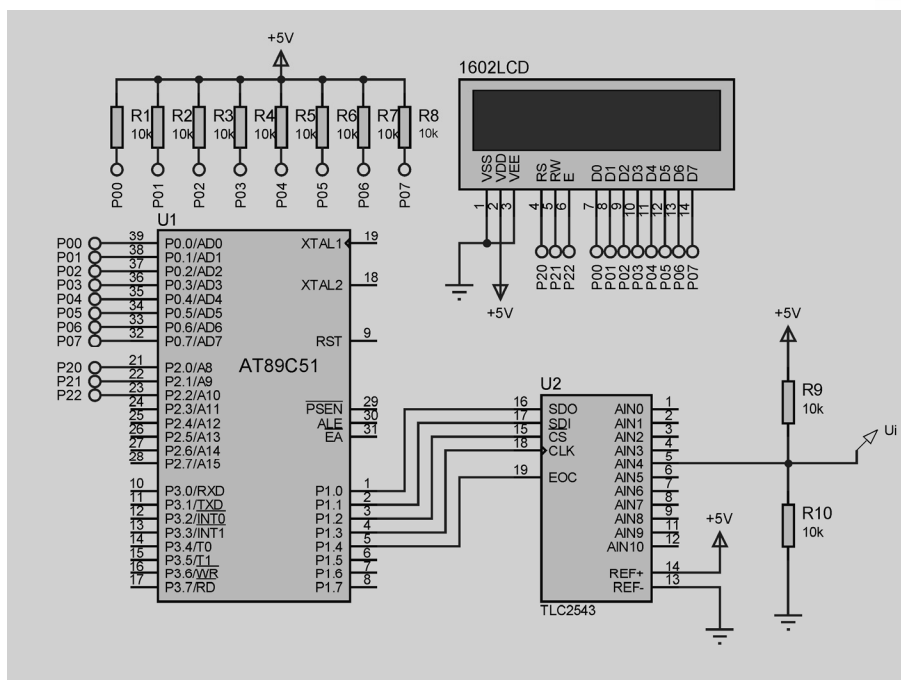 +5V
R1 R2 R3 R4 R5 R6 R7 R8
10k 10k 10k 10k 10k 10k 10k 10k
P00 P01 P02 P03 P04 P05 P06 P07
1602LCD
VSS VDD VEE RS RW E D0 D1 D2 D3 D4 D5 D6 D7
1 2 3 4 5 6 7 8 9 10 11 12 13 14
P20 P21 P22 P00 P01 P02 P03 P04 P05 P06 P07
+5V
U1
AT89C51
P00 39 P0.0/AD0 XTAL1 19
P01 38 P0.1/AD1
P02 37 P0.2/AD2
P03 36 P0.3/AD3 XTAL2 18
P04 35 P0.4/AD4
P05 34 P0.5/AD5
P06 33 P0.6/AD6
P07 32 P0.7/AD7 RST 9
P20 21 P2.0/A8
P21 22 P2.1/A9
P22 23 P2.2/A10
24 P2.3/A11 PSEN 29
25 P2.4/A12 ALE 30
26 P2.5/A13 EA 31
27 P2.6/A14
28 P2.7/A15
10 P3.0/RXD P1.0 1
11 P3.1/TXD P1.1 2
12 P3.2/INT0 P1.2 3
13 P3.3/INT1 P1.3 4
14 P3.4/T0 P1.4 5
15 P3.5/T1 P1.5 6
16 P3.6/WR P1.6 7
17 P3.7/RD P1.7 8
U2
16 SDO AIN0 1
17 SDI AIN1 2
15 CS AIN2 3
18 CLK AIN3 4
AIN4 5
19 EOC AIN5 6
AIN6 7
AIN7 8
AIN8 9
AIN9 11
AIN10 12
REF+ 14
REF- 13
TLC2543
+5V
+5V
R9
10k
Ui
R10
10k